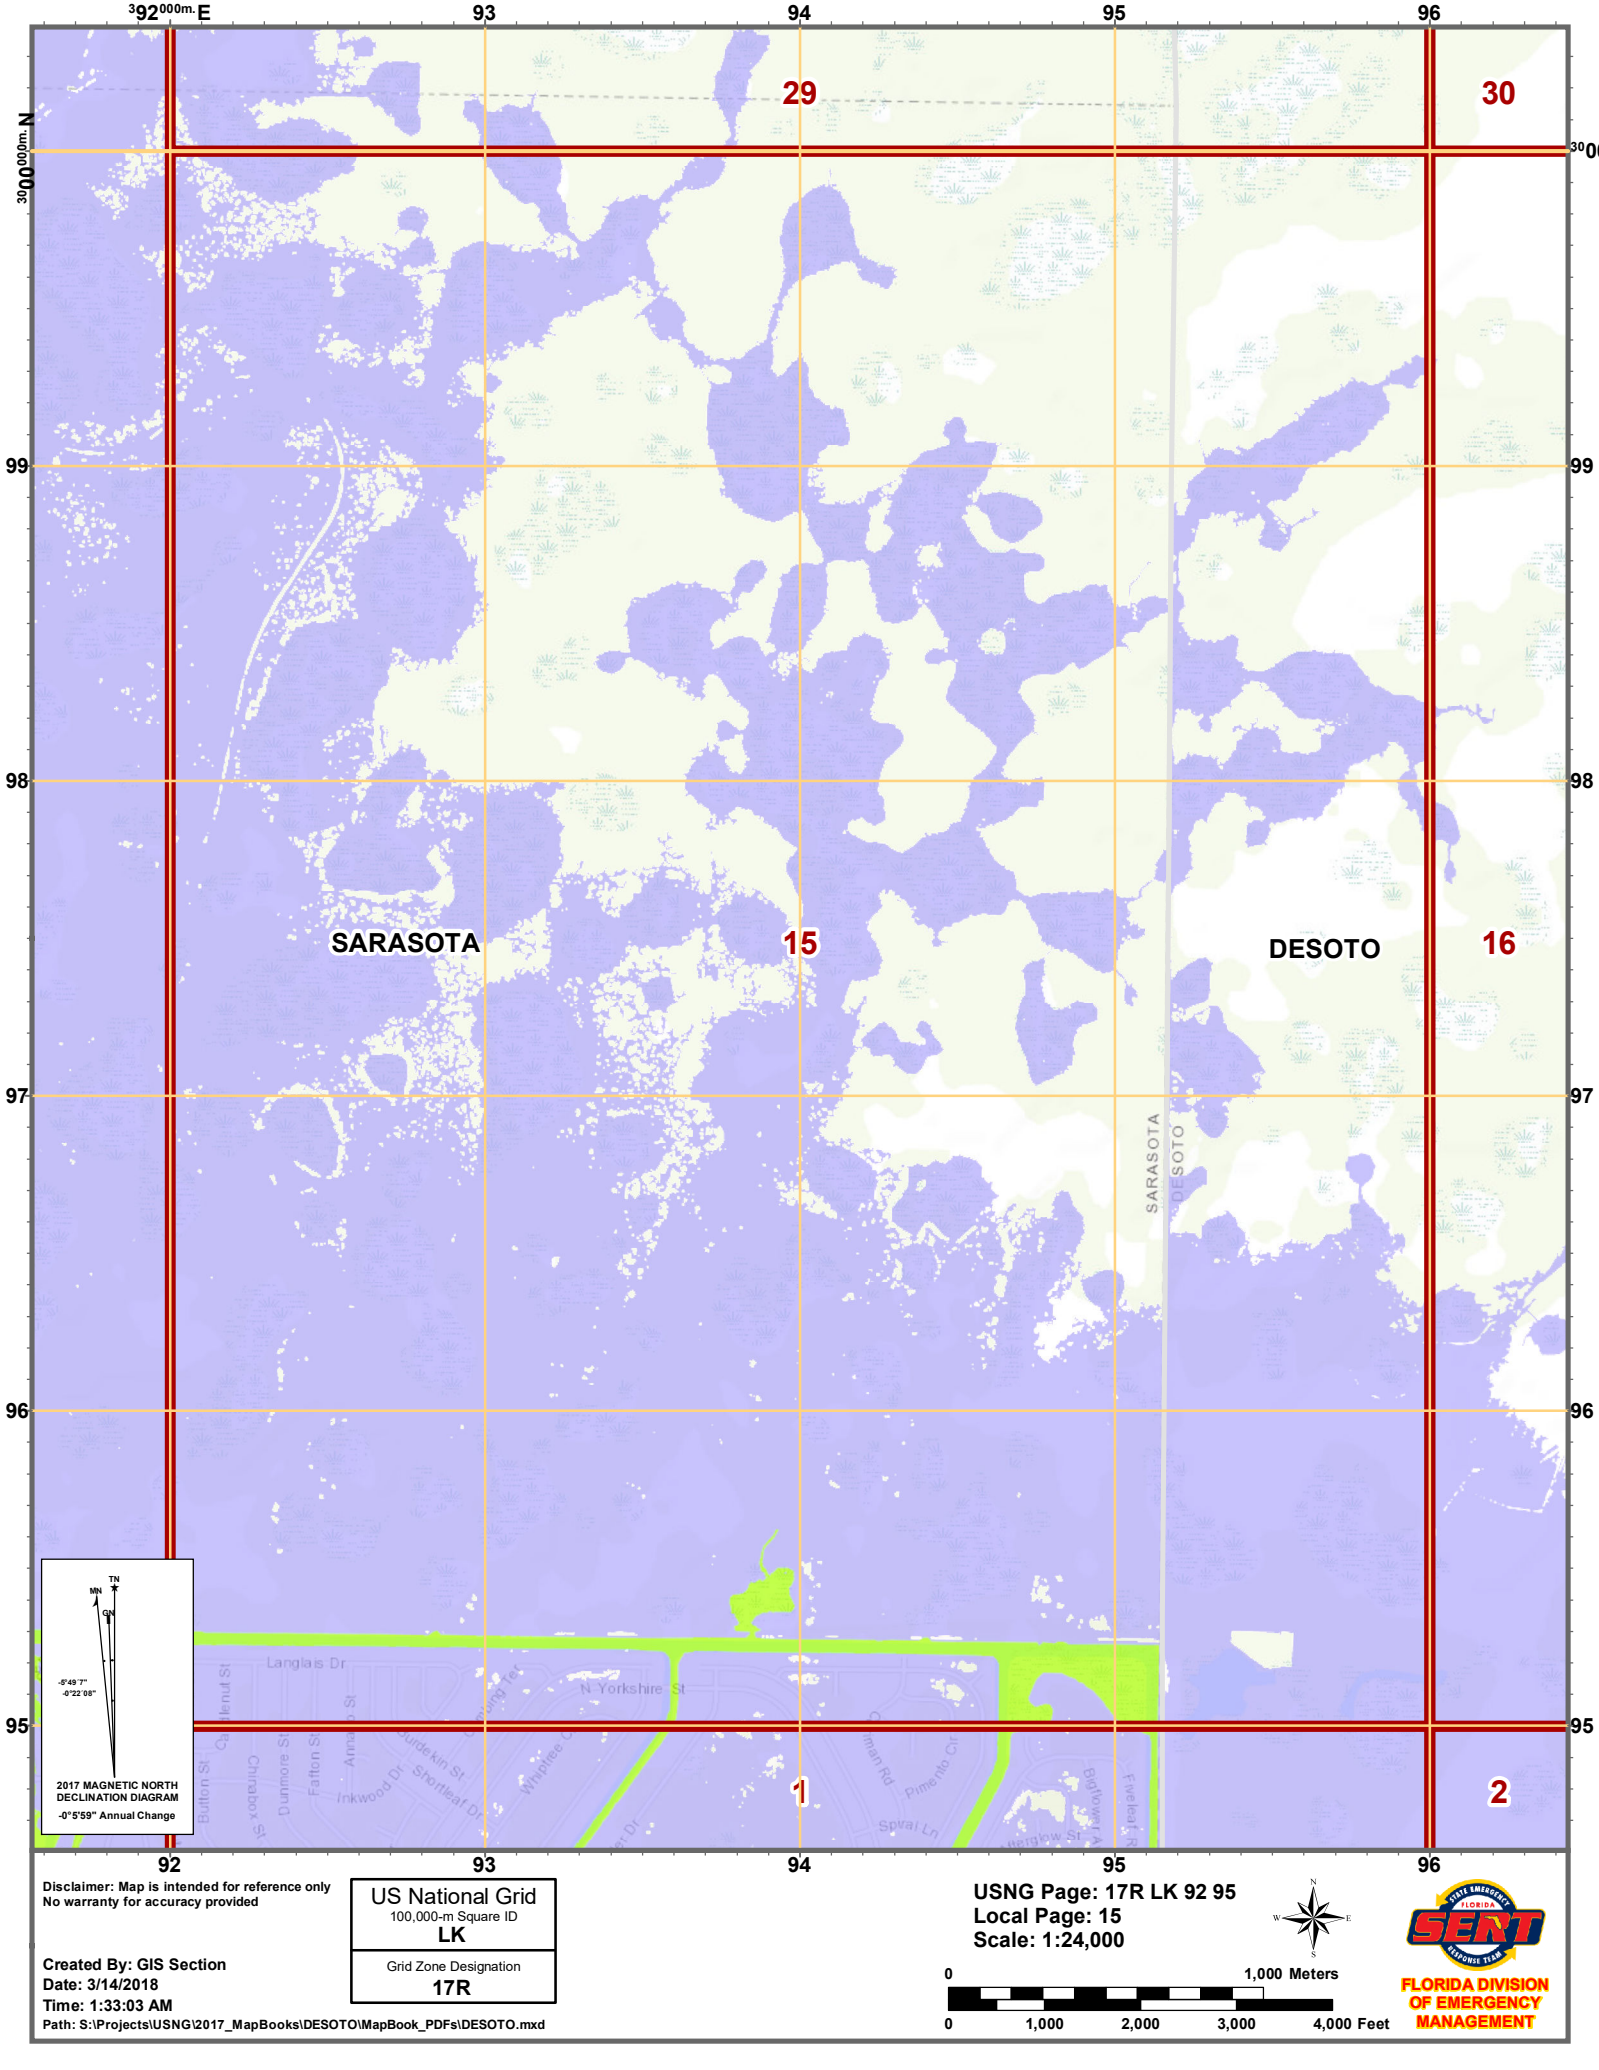 392000m.E 93 94 95 96
29 30
3000000m.N 3000
99 99
98 98
SARASOTA 15 DESOTO 16
97 97
SARASOTA
DESOTO
96 96
Langlais Dr
N Yorkshire St
95 95
Button St
Chinabox St
Dunmore St
Fafton St
Inkwood Dr
Shortleaf Dr
Pimento Cir
Spiral Ln
1 2
TN
MN
GN
-5°49'7"
-0°22'08"
2017 MAGNETIC NORTH
DECLINATION DIAGRAM
-0°5'59" Annual Change
92 93 94 95 96
Disclaimer: Map is intended for reference only
No warranty for accuracy provided
Created By: GIS Section
Date: 3/14/2018
Time: 1:33:03 AM
Path: S:\Projects\USNG\2017_MapBooks\DESOTO\MapBook_PDFs\DESOTO.mxd
US National Grid
100,000-m Square ID
LK
Grid Zone Designation
17R
USNG Page: 17R LK 92 95
Local Page: 15
Scale: 1:24,000
N
W E
S
0 1,000 Meters
0 1,000 2,000 3,000 4,000 Feet
STATE EMERGENCY
FLORIDA
SERT
RESPONSE TEAM
FLORIDA DIVISION
OF EMERGENCY
MANAGEMENT